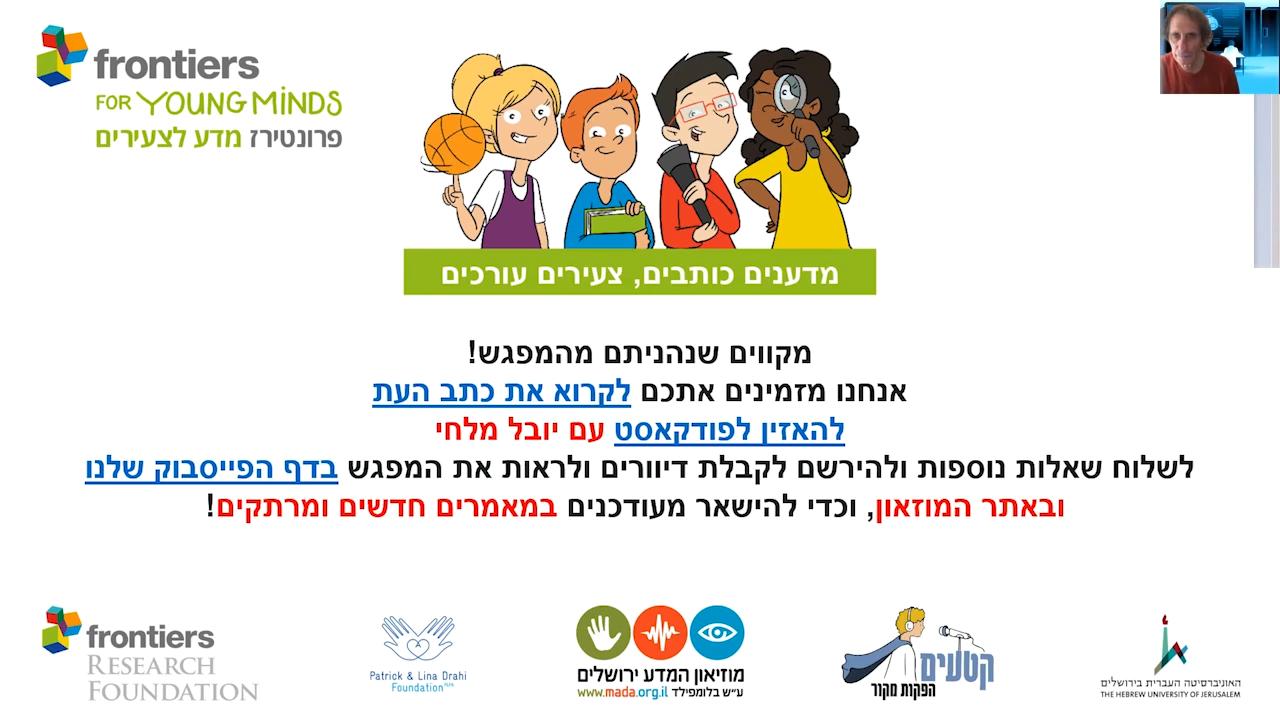 frontiers
FOR YOUNG MINDS
פרונטירז מדע לצעירים
מדענים כותבים, צעירים עורכים
מקווים שנהניתם מהמפגש!
אנחנו מזמינים אתכם לקרוא את כתב העת
להאזין לפודקאסט עם יובל מלחי
לשלוח שאלות נוספות ולהירשם לקבלת דיוורים ולראות את המפגש בדף הפייסבוק שלנו
ובאתר המוזאון, וכדי להישאר מעודכנים במאמרים חדשים ומרתקים!
frontiers
RESEARCH
FOUNDATION
Patrick & Lina Drahi
Foundation
מוזיאון המדע ירושלים
ע"ש בלומפילד www.mada.org.il
קטעים
הפקות מקור
האוניברסיטה העברית בירושלים
THE HEBREW UNIVERSITY OF JERUSALEM